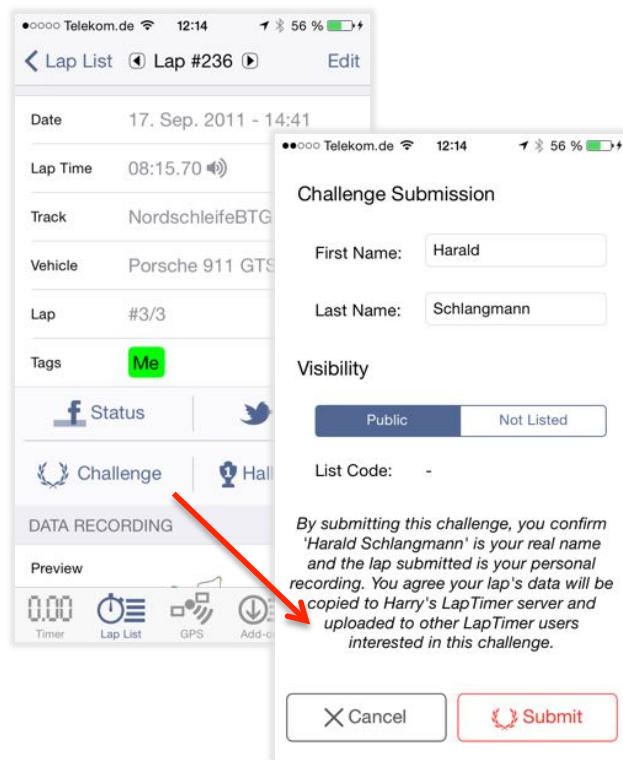 Telekom.de 12:14 56 %
Lap List Lap #236 Edit
Date 17. Sep. 2011 - 14:41
Lap Time 08:15.70
Track NordschleifeBTG
Vehicle Porsche 911 GTS
Lap #3/3
Tags Me
f Status
Challenge 1 Hall
DATA RECORDING
Preview
0.00
Timer Lap List GPS Add-o
Telekom.de 12:14 56 %
Challenge Submission
First Name: Harald
Last Name: Schlangmann
Visibility
Public Not Listed
List Code: -
By submitting this challenge, you confirm
'Harald Schlangmann' is your real name
and the lap submitted is your personal
recording. You agree your lap's data will be
copied to Harry's LapTimer server and
uploaded to other LapTimer users
interested in this challenge.
Cancel Submit